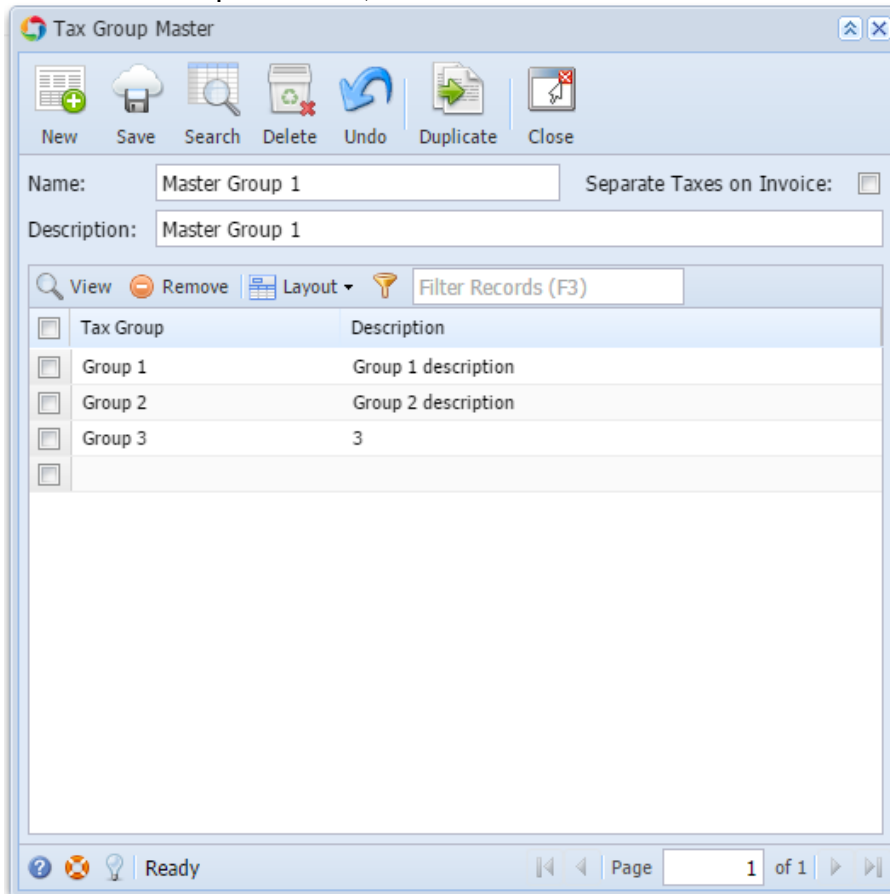 Tax Group Master
New Save Search Delete Undo Duplicate Close
Name: Master Group 1 Separate Taxes on Invoice:
Description: Master Group 1
View Remove Layout Filter Records (F3)
Tax Group Description
Group 1 Group 1 description
Group 2 Group 2 description
Group 3 3
Ready Page 1 of 1